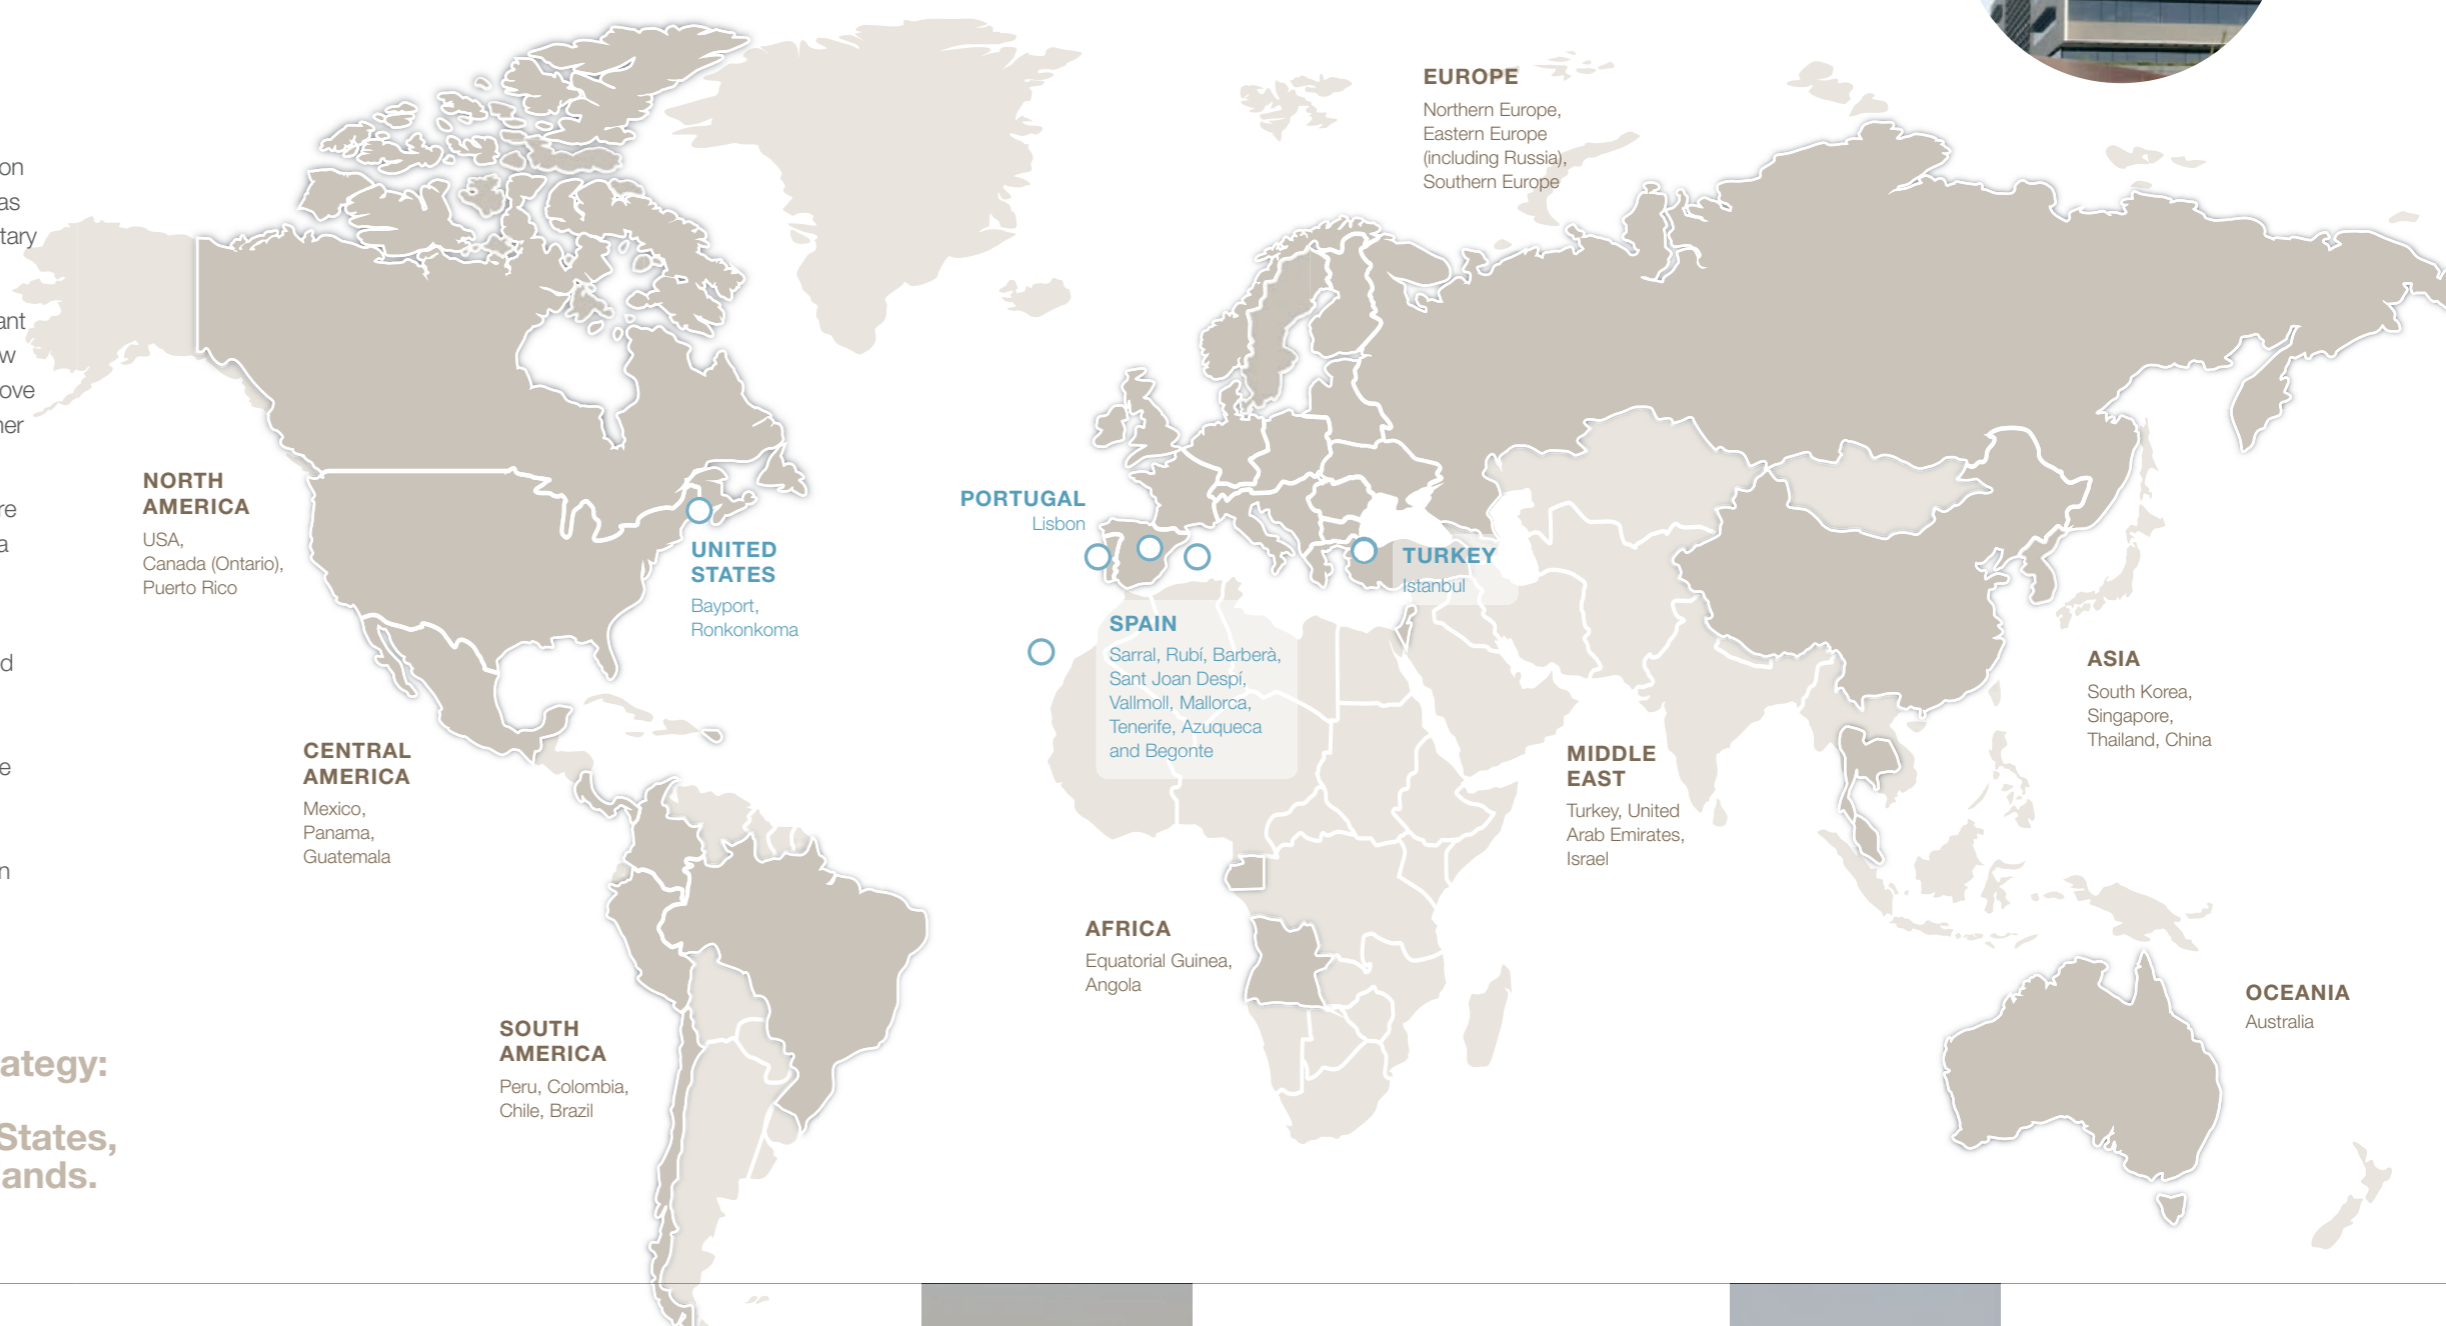 on
as
tary
ant
ove
her
re
a
d
e
n
ategy:
States,
ands.
NORTH
AMERICA
USA,
Canada (Ontario),
Puerto Rico
UNITED
STATES
Bayport,
Ronkonkoma
CENTRAL
AMERICA
Mexico,
Panama,
Guatemala
SOUTH
AMERICA
Peru, Colombia,
Chile, Brazil
EUROPE
Northern Europe,
Eastern Europe
(including Russia),
Southern Europe
PORTUGAL
Lisbon
SPAIN
Sarral, Rubí, Barberà,
Sant Joan Despí,
Vallmoll, Mallorca,
Tenerife, Azuqueca
and Begonte
TURKEY
Istanbul
AFRICA
Equatorial Guinea,
Angola
MIDDLE
EAST
Turkey, United
Arab Emirates,
Israel
ASIA
South Korea,
Singapore,
Thailand, China
OCEANIA
Australia